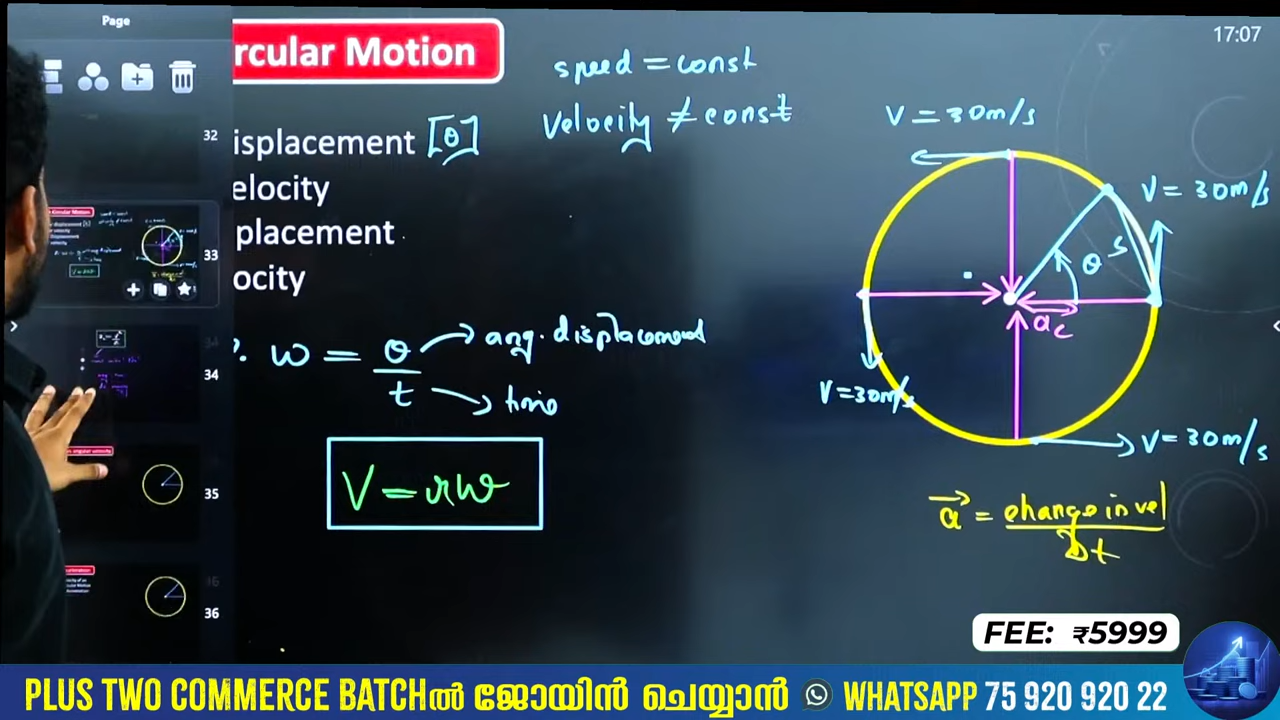 Page
17:07
rcular Motion
speed = const
velocity ≠ const
isplacement [θ]
elocity
placement
ocity
32
33
34
35
36
V = 30m/s
V = 30m/s
θ
S
ac
V = 30m/s
V = 30m/s
w = θ/t
ang. displacement
time
V = rw
a = change in vel
Δt
FEE: ₹5999
PLUS TWO COMMERCE BATCHൽ ജോയിൻ ചെയ്യാൻ WHATSAPP 75 920 920 22